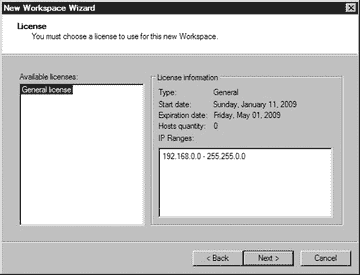 New Workspace Wizard
License
You must choose a license to use for this new Workspace.
Available licenses:
General license
License information
Type: General
Start date: Sunday, January 11, 2009
Expiration date: Friday, May 01, 2009
Hosts quantity: 0
IP Ranges:
192.168.0.0 - 255.255.0.0
< Back Next > Cancel